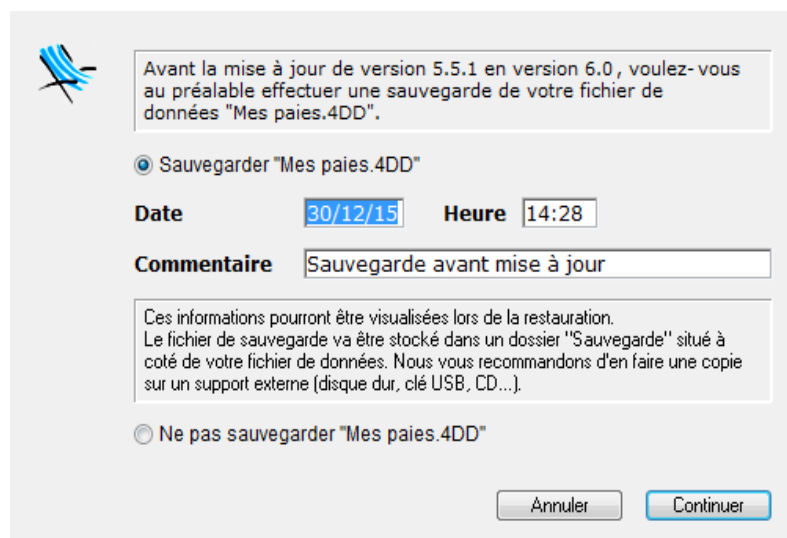 Avant la mise à jour de version 5.5.1 en version 6.0, voulez-vous
au préalable effectuer une sauvegarde de votre fichier de
données "Mes paies.4DD".
Sauvegarder "Mes paies.4DD"
Date 30/12/15 Heure 14:28
Commentaire Sauvegarde avant mise à jour
Ces informations pourront être visualisées lors de la restauration.
Le fichier de sauvegarde va être stocké dans un dossier "Sauvegarde" situé à
coté de votre fichier de données. Nous vous recommandons d'en faire une copie
sur un support externe (disque dur, clé USB, CD...).
Ne pas sauvegarder "Mes paies.4DD"
Annuler Continuer